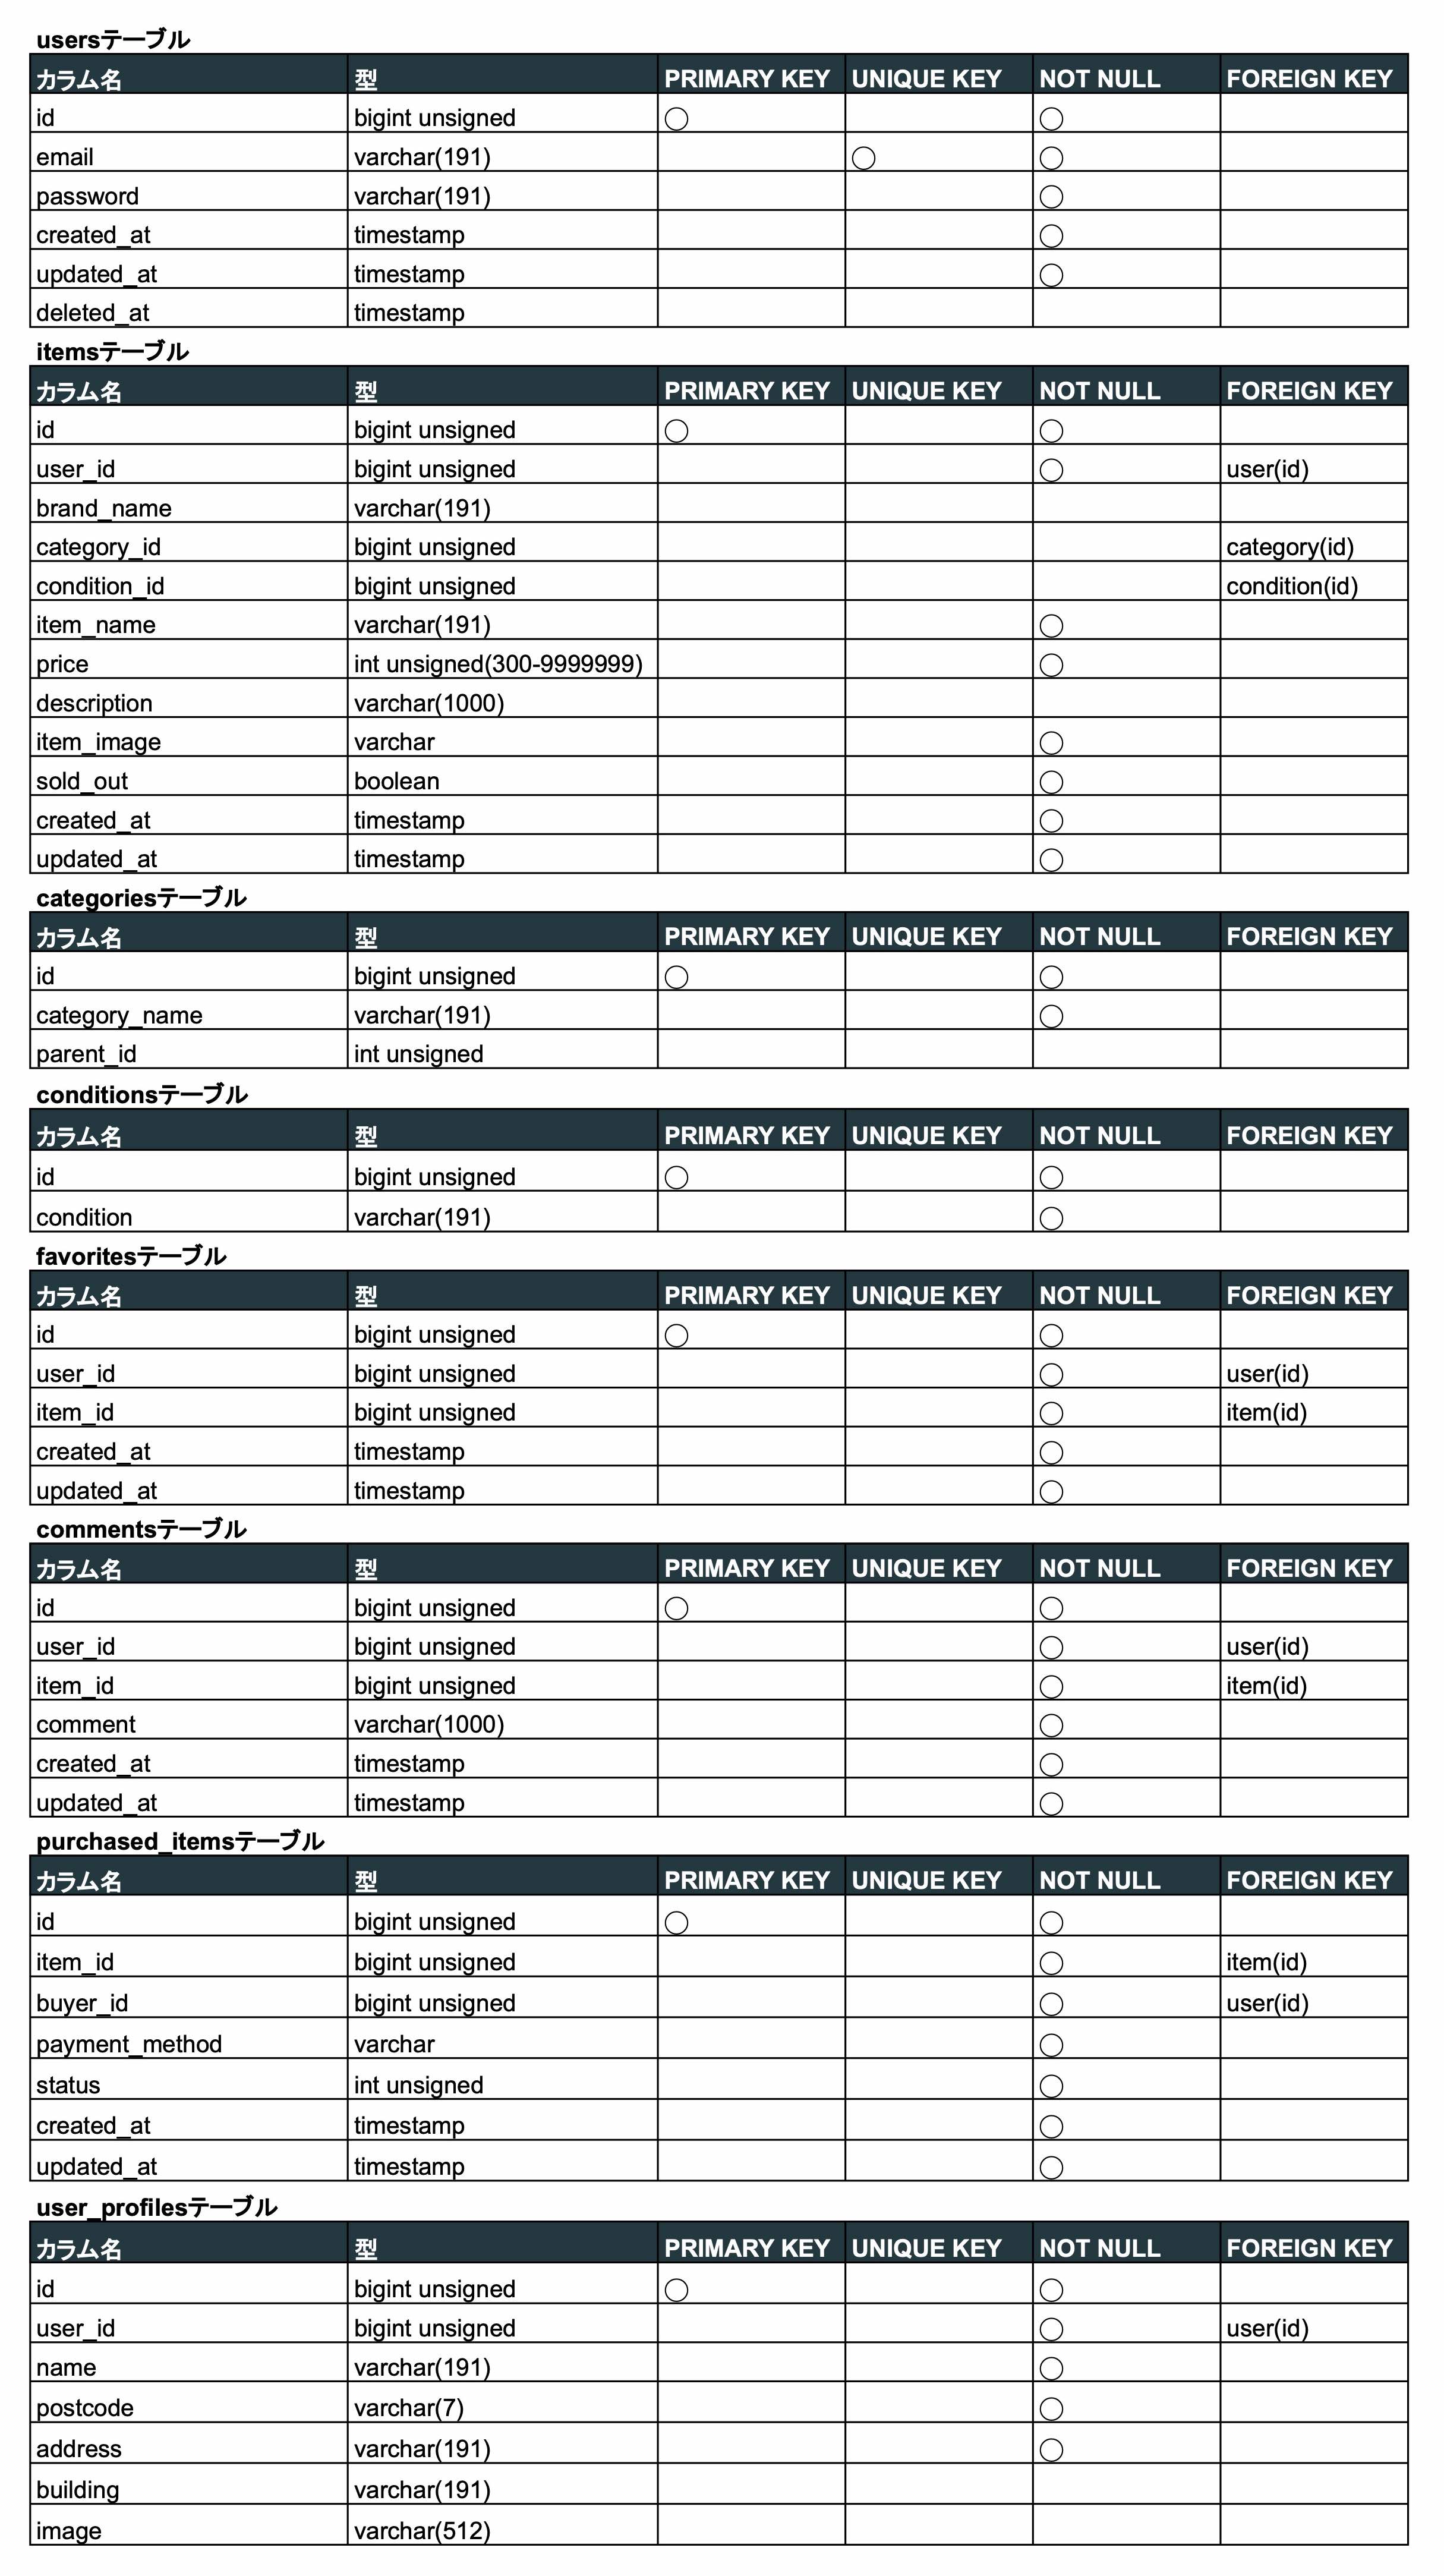 usersテーブル
カラム名 型 PRIMARY KEY UNIQUE KEY NOT NULL FOREIGN KEY
id bigint unsigned ○ ○
email varchar(191) ○ ○
password varchar(191) ○
created_at timestamp ○
updated_at timestamp ○
deleted_at timestamp
itemsテーブル
カラム名 型 PRIMARY KEY UNIQUE KEY NOT NULL FOREIGN KEY
id bigint unsigned ○ ○
user_id bigint unsigned ○ user(id)
brand_name varchar(191)
category_id bigint unsigned category(id)
condition_id bigint unsigned condition(id)
item_name varchar(191) ○
price int unsigned(300-9999999) ○
description varchar(1000)
item_image varchar ○
sold_out boolean ○
created_at timestamp ○
updated_at timestamp ○
categoriesテーブル
カラム名 型 PRIMARY KEY UNIQUE KEY NOT NULL FOREIGN KEY
id bigint unsigned ○ ○
category_name varchar(191) ○
parent_id int unsigned
conditionsテーブル
カラム名 型 PRIMARY KEY UNIQUE KEY NOT NULL FOREIGN KEY
id bigint unsigned ○ ○
condition varchar(191) ○
favoritesテーブル
カラム名 型 PRIMARY KEY UNIQUE KEY NOT NULL FOREIGN KEY
id bigint unsigned ○ ○
user_id bigint unsigned ○ user(id)
item_id bigint unsigned ○ item(id)
created_at timestamp ○
updated_at timestamp ○
commentsテーブル
カラム名 型 PRIMARY KEY UNIQUE KEY NOT NULL FOREIGN KEY
id bigint unsigned ○ ○
user_id bigint unsigned ○ user(id)
item_id bigint unsigned ○ item(id)
comment varchar(1000) ○
created_at timestamp ○
updated_at timestamp ○
purchased_itemsテーブル
カラム名 型 PRIMARY KEY UNIQUE KEY NOT NULL FOREIGN KEY
id bigint unsigned ○ ○
item_id bigint unsigned ○ item(id)
buyer_id bigint unsigned ○ user(id)
payment_method varchar ○
status int unsigned ○
created_at timestamp ○
updated_at timestamp ○
user_profilesテーブル
カラム名 型 PRIMARY KEY UNIQUE KEY NOT NULL FOREIGN KEY
id bigint unsigned ○ ○
user_id bigint unsigned ○ user(id)
name varchar(191) ○
postcode varchar(7) ○
address varchar(191) ○
building varchar(191)
image varchar(512)